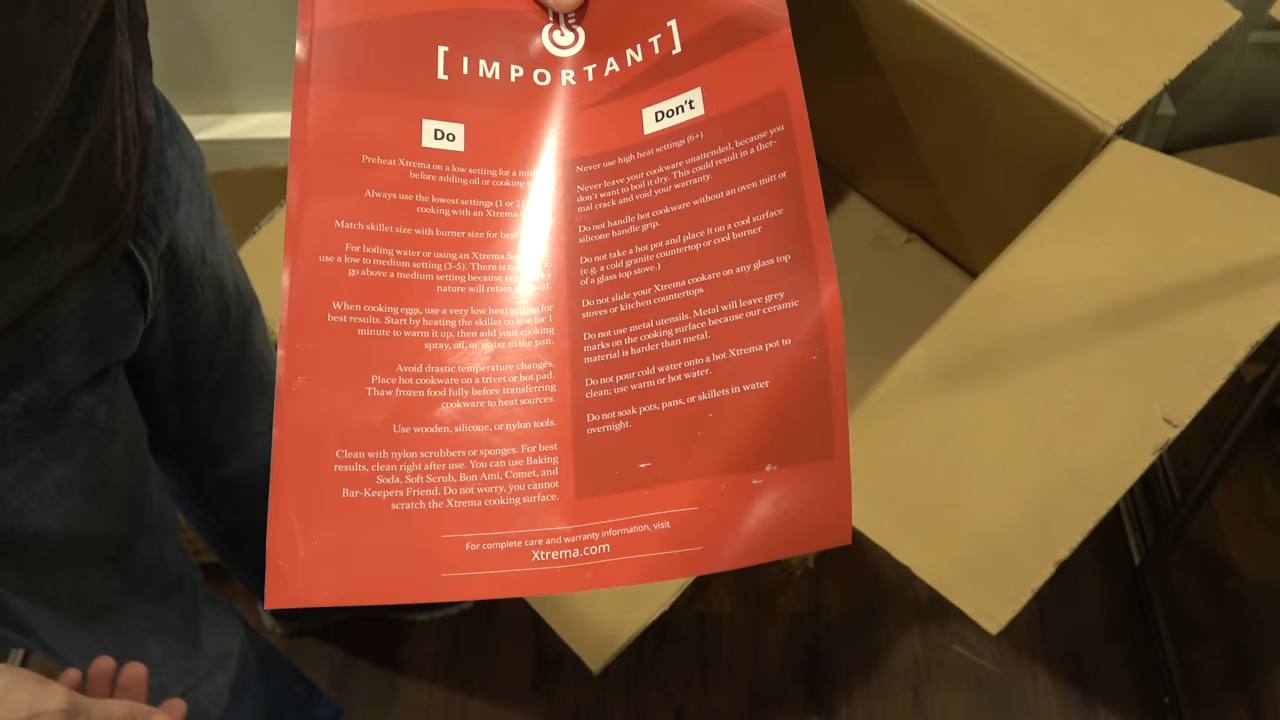 [IMPORTANT]
Do
Preheat Xtrema on a low setting for a
before adding oil or cooking
Always use the lowest settings (1 or 2)
cooking with an Xtrema
Match skillet size with burner size for best
For boiling water or using an Xtrema
use a low to medium setting (3-5). There is
go above a medium setting because
nature will retain
When cooking eggs, use a very low heat setting for
best results. Start by heating the skillet on low for 1
minute to warm it up, then add your cooking
spray, oil, or water to the pan.
Avoid drastic temperature changes.
Place hot cookware on a trivet or hot pad.
Thaw frozen food fully before transferring
cookware to heat sources.
Use wooden, silicone, or nylon tools.
Clean with nylon scrubbers or sponges. For best
results, clean right after use. You can use Baking
Soda, Soft Scrub, Bon Ami, Comet, and
Bar-Keepers Friend. Do not worry, you cannot
scratch the Xtrema cooking surface.
Don't
Never use high heat settings (6+)
Never leave your cookware unattended, because you
don't want to boil it dry. This could result in a ther-
mal crack and void your warranty.
Do not handle hot cookware without an oven mitt or
silicone handle grip.
Do not take a hot pot and place it on a cool surface
(e.g. a cold granite countertop or cool burner
of a glass top stove.)
Do not slide your Xtrema cookare on any glass top
stoves or kitchen countertops
Do not use metal utensils. Metal will leave grey
marks on the cooking surface because our ceramic
material is harder than metal.
Do not pour cold water onto a hot Xtrema pot to
clean; use warm or hot water.
Do not soak pots, pans, or skillets in water
overnight.
For complete care and warranty information, visit
Xtrema.com